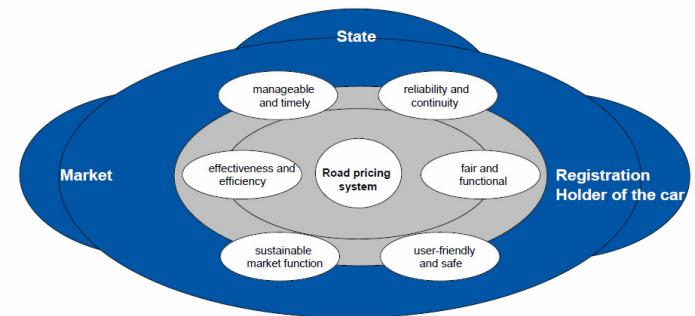 State
manageable
and timely
reliability and
continuity
Market
effectiveness and
efficiency
Road pricing
system
fair and
functional
Registration
Holder of the car
sustainable
market function
user-friendly
and safe